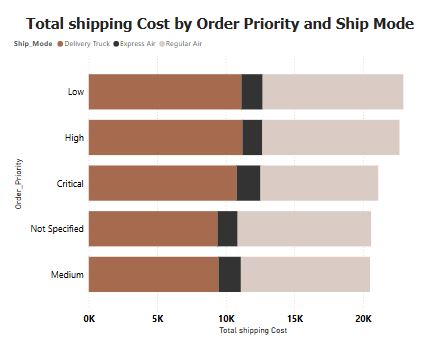 Total shipping Cost by Order Priority and Ship Mode
Ship_Mode Delivery Truck Express Air Regular Air
Order_Priority
Low
High
Critical
Not Specified
Medium
0K 5K 10K 15K 20K
Total shipping Cost